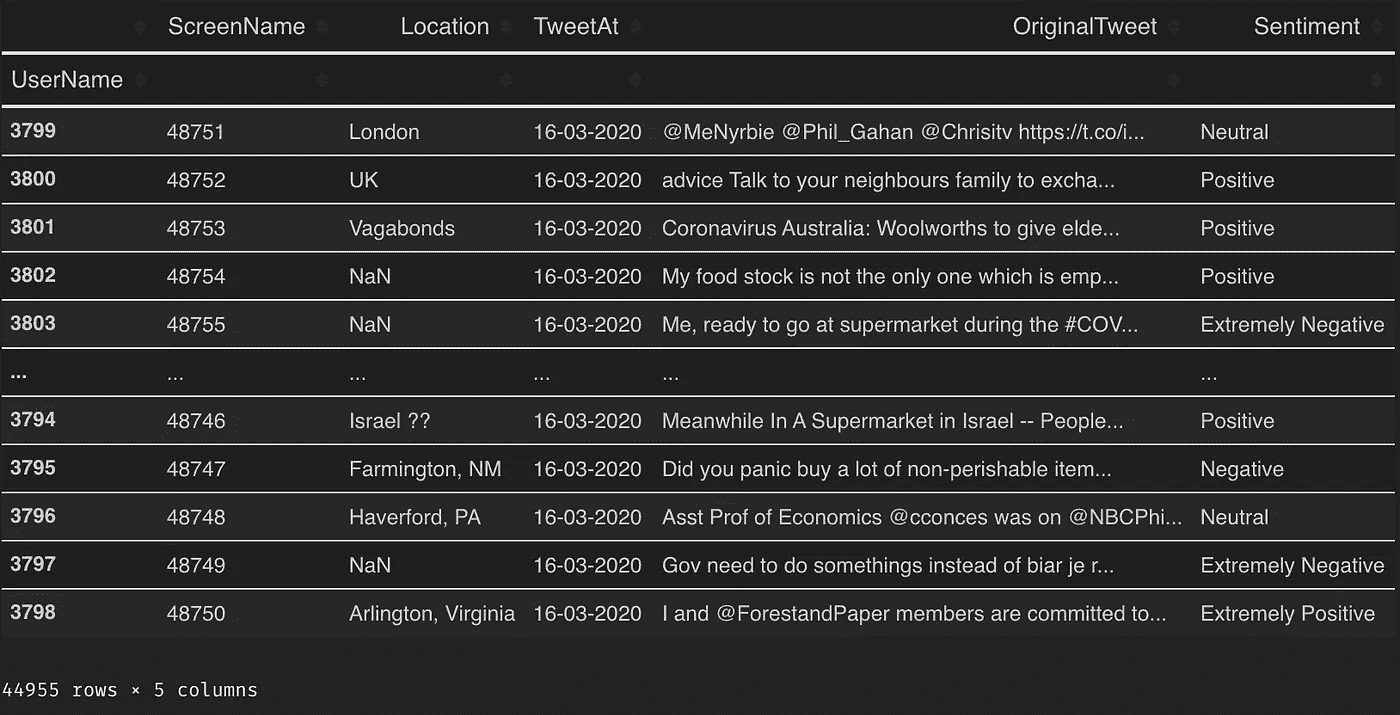 ScreenName Location TweetAt OriginalTweet Sentiment
UserName
3799 48751 London 16-03-2020 @MeNyrbie @Phil_Gahan @Chrisitv https://t.co/i...ㅤNeutral
3800 48752 UK 16-03-2020 advice Talk to your neighbours family to excha... Positive
3801 48753 Vagabonds 16-03-2020 Coronavirus Australia: Woolworths to give elde... Positive
3802 48754 NaN 16-03-2020 My food stock is not the only one which is emp... Positive
3803 48755 NaN 16-03-2020 Me, ready to go at supermarket during the #COV... Extremely Negative
... ... ... ... ... ...
3794 48746 Israel ?? 16-03-2020 Meanwhile In A Supermarket in Israel -- People... Positive
3795 48747 Farmington, NM 16-03-2020 Did you panic buy a lot of non-perishable item... Negative
3796 48748 Haverford, PA 16-03-2020 Asst Prof of Economics @cconces was on @NBCPhi... Neutral
3797 48749 NaN 16-03-2020 Gov need to do somethings instead of biar je r... Extremely Negative
3798 48750 Arlington, Virginia 16-03-2020 I and @ForestandPaper members are committed to... Extremely Positive
44955 rows × 5 columns